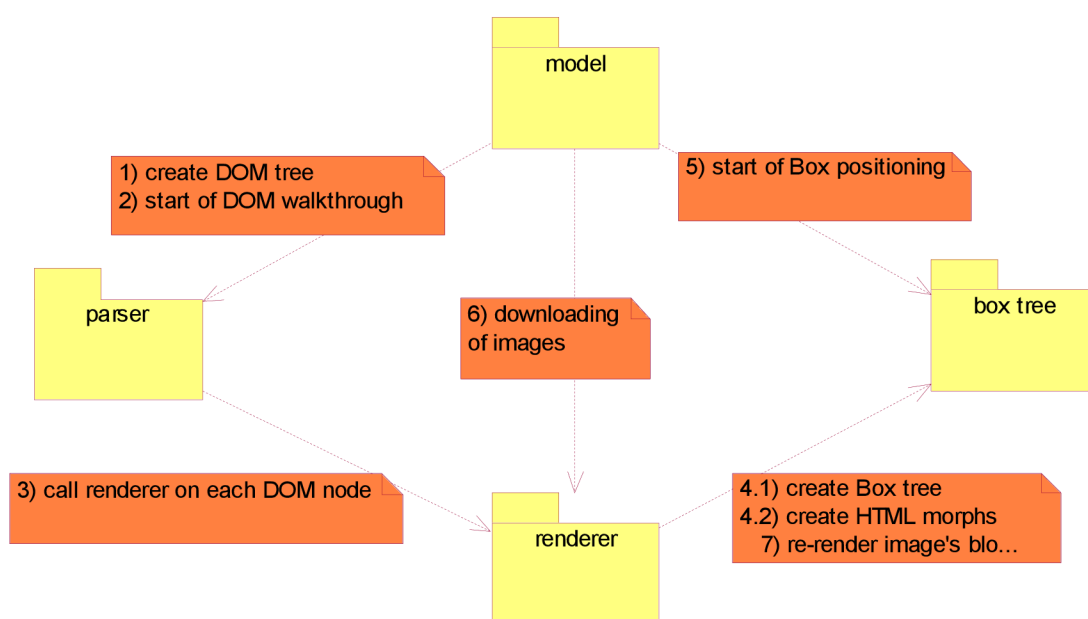 model
1) create DOM tree
2) start of DOM walkthrough
5) start of Box positioning
parser
6) downloading
of images
box tree
3) call renderer on each DOM node
renderer
4.1) create Box tree
4.2) create HTML morphs
7) re-render image's blo...